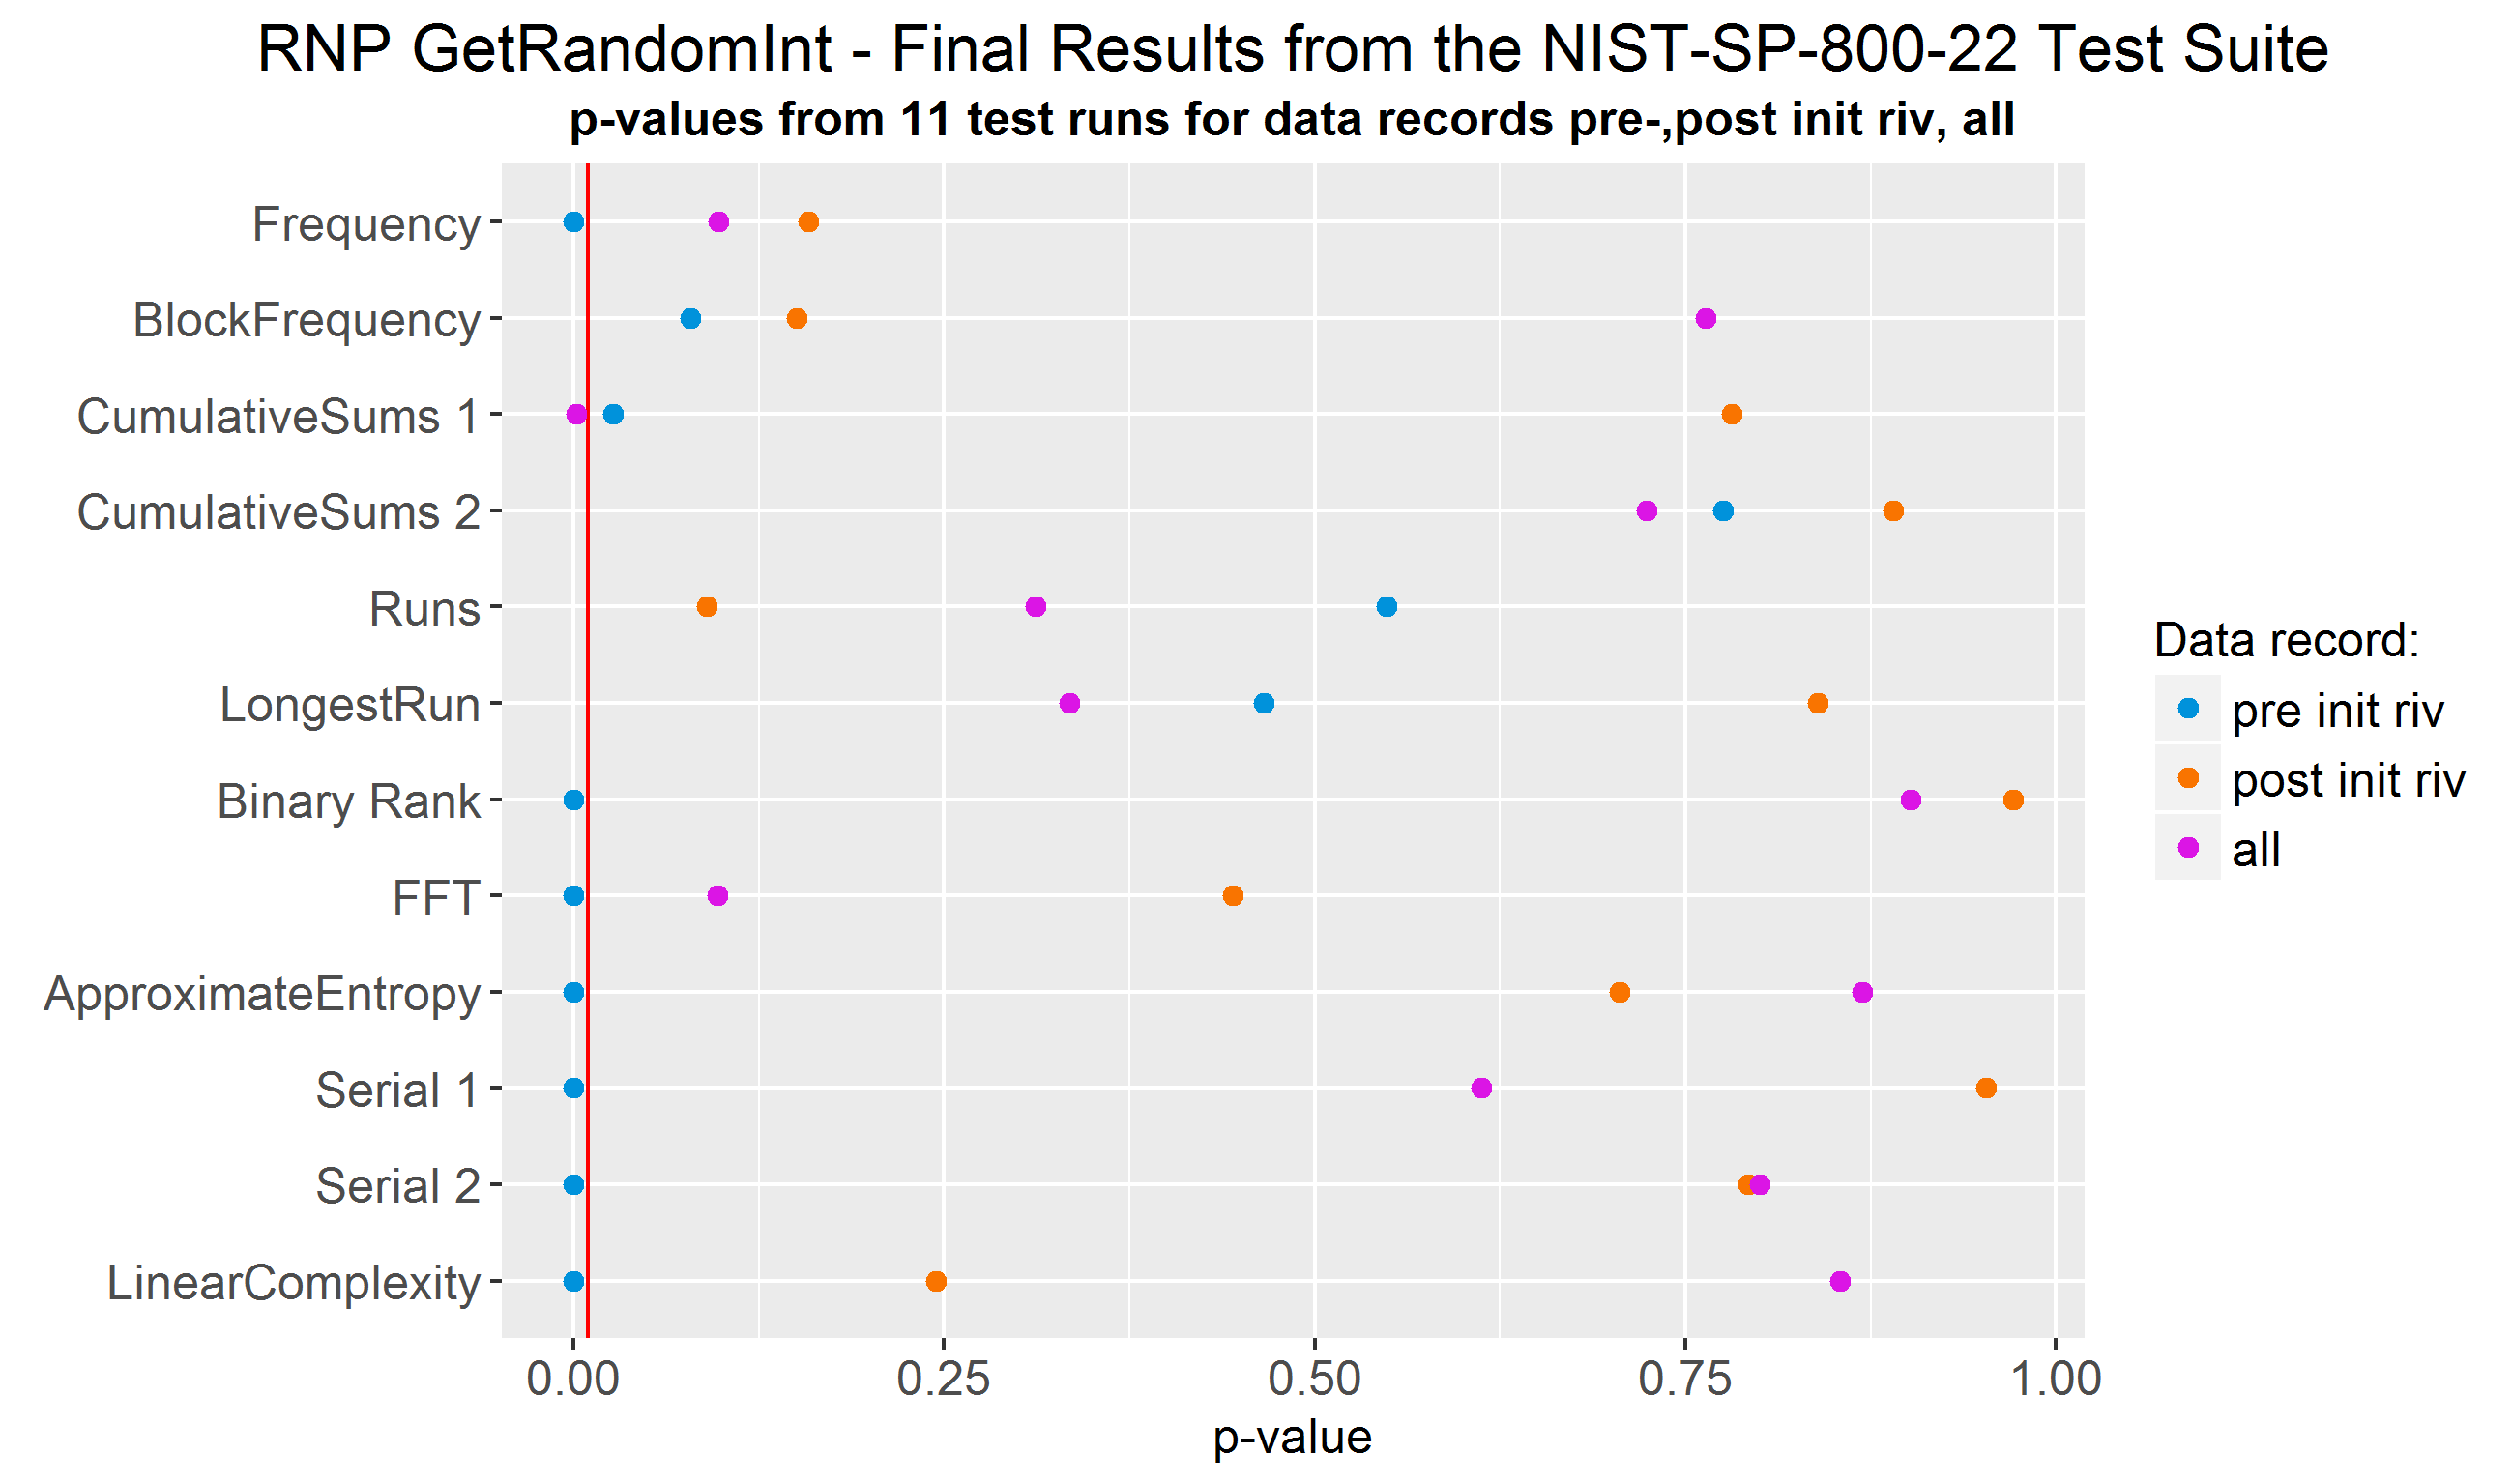 RNP GetRandomInt - Final Results from the NIST-SP-800-22 Test Suite
p-values from 11 test runs for data records pre-,post init riv, all
Frequency
BlockFrequency
CumulativeSums 1
CumulativeSums 2
Runs
LongestRun
Binary Rank
FFT
ApproximateEntropy
Serial 1
Serial 2
LinearComplexity
0.00 0.25 0.50 0.75 1.00
p-value
Data record:
pre init riv
post init riv
all